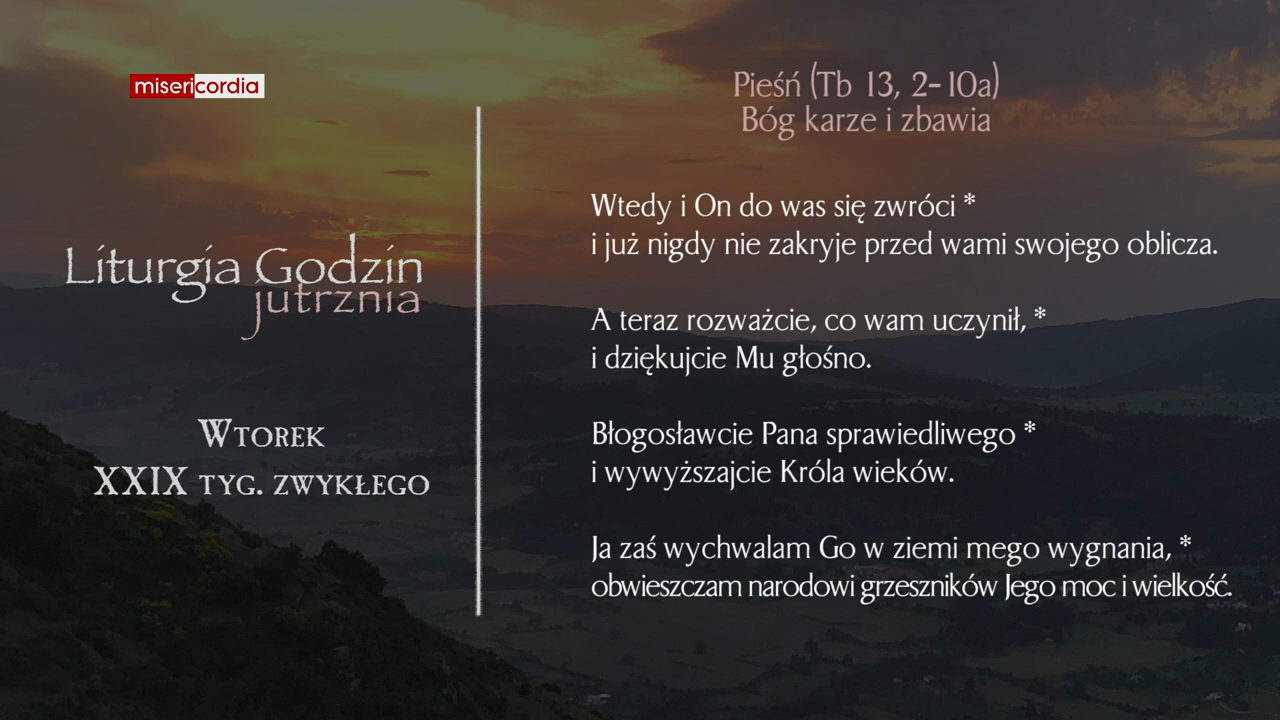 misericordia
Liturgia Godzin
jutrznia
Wtorek
XXIX tyg. zwykłego
Pieśń (Tb 13, 2-10a)
Bóg karze i zbawia
Wtedy i On do was się zwróci *
i już nigdy nie zakryje przed wami swojego oblicza.
A teraz rozważcie, co wam uczynił, *
i dziękujcie Mu głośno.
Błogosławcie Pana sprawiedliwego *
i wywyższajcie Króla wieków.
Ja zaś wychwalam Go w ziemi mego wygnania, *
obwieszczam narodowi grzeszników Jego moc i wielkość.